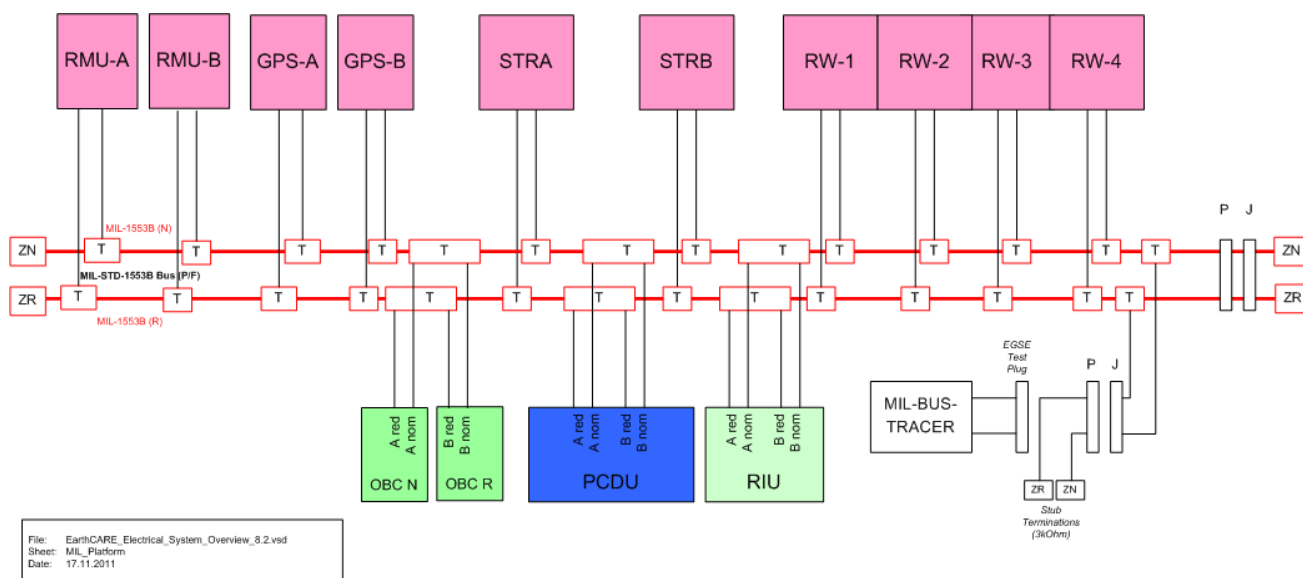 RMU-A
RMU-B
GPS-A
GPS-B
STRA
STRB
RW-1
RW-2
RW-3
RW-4
P J
MIL-1553B (N)
ZN T T T T T T T T T T T T T T ZN
MIL-STD-1553B Bus (P/F)
ZR T T T T T T T T T T T T T T ZR
MIL-1553B (R)
EGSE
Test
Plug
P J
MIL-BUS-
TRACER
A red
A nom
B red
B nom
A red
A nom
B red
B nom
A red
A nom
B red
B nom
OBC N
OBC R
PCDU
RIU
ZR ZN
Stub
Terminations
(3kOhm)
File: EarthCARE_Electrical_System_Overview_8.2.vsd
Sheet: MIL_Platform
Date: 17.11.2011